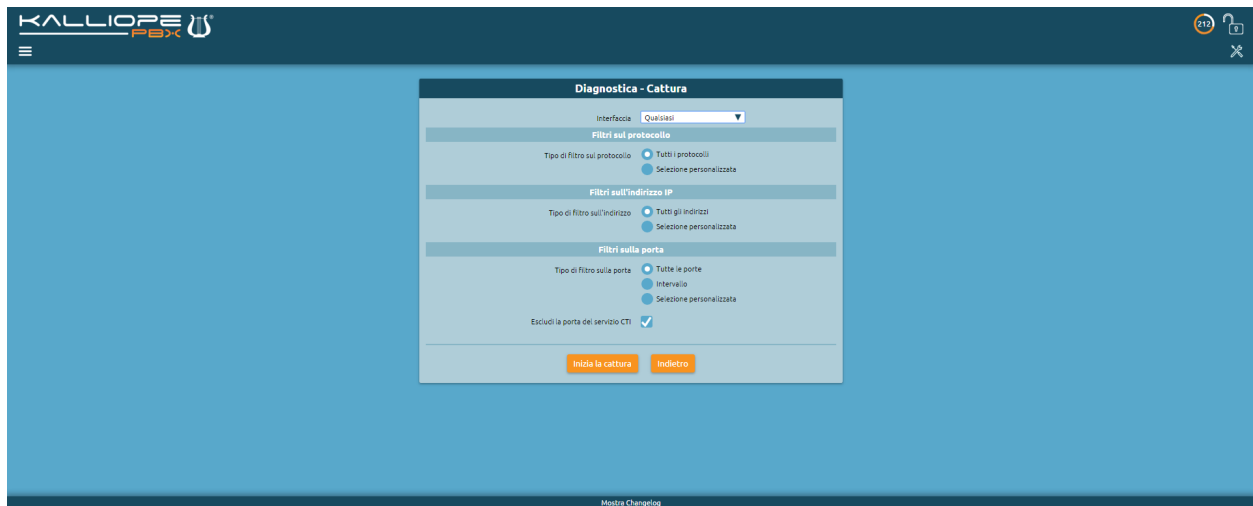 KALLIOPE
PBX
212
Diagnostica - Cattura
Interfaccia Qualsiasi
Filtri sul protocollo
Tipo di filtro sul protocollo Tutti i protocolli
Selezione personalizzata
Filtri sull'indirizzo IP
Tipo di filtro sull'indirizzo Tutti gli indirizzi
Selezione personalizzata
Filtri sulla porta
Tipo di filtro sulla porta Tutte le porte
Intervallo
Selezione personalizzata
Escludi la porta del servizio CTI
Inizia la cattura Indietro
Mostra Changelog